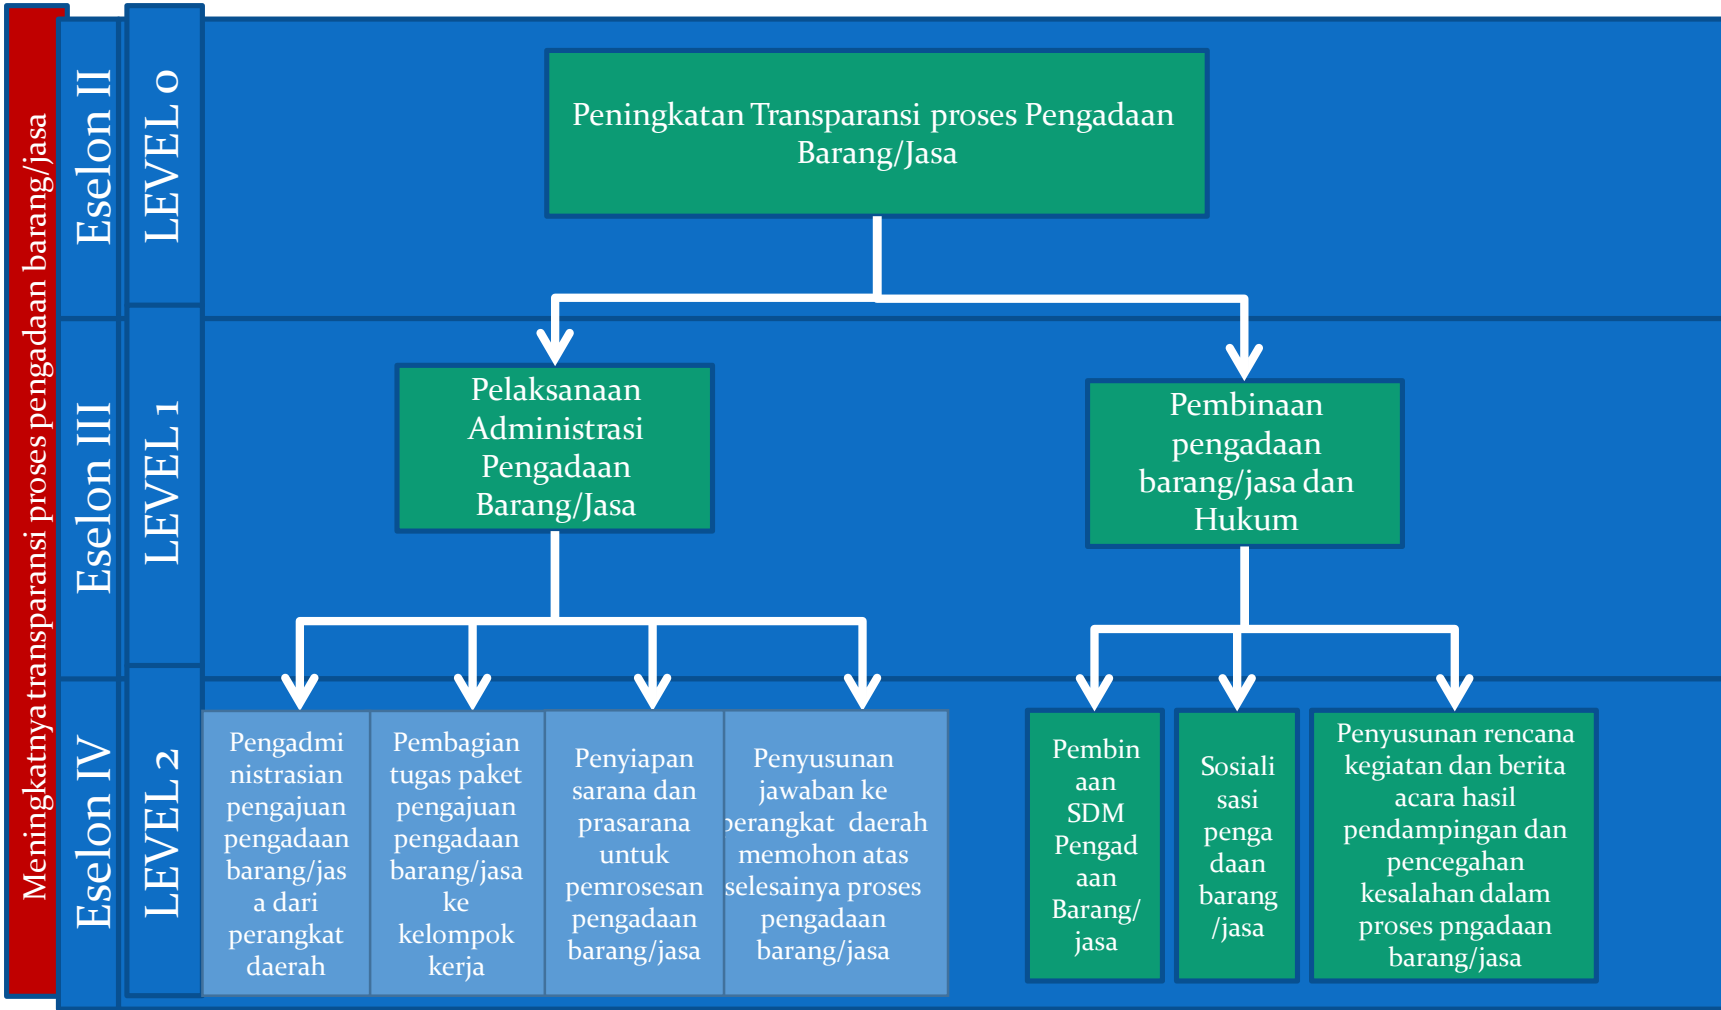 Meningkatnya transparansi proses pengadaan barang/jasa
Eselon II
LEVEL 0
Peningkatan Transparansi proses Pengadaan
Barang/Jasa
Eselon III
LEVEL 1
Pelaksanaan
Administrasi
Pengadaan
Barang/Jasa
Pembinaan
pengadaan
barang/jasa dan
Hukum
Eselon IV
LEVEL 2
Pengadmi
nistrasian
pengajuan
pengadaan
barang/jas
a dari
perangkat
daerah
Pembagian
tugas paket
pengajuan
pengadaan
barang/jasa
ke
kelompok
kerja
Penyiapan
sarana dan
prasarana
untuk
pemrosesan
pengadaan
barang/jasa
Penyusunan
jawaban ke
perangkat daerah
memohon atas
selesainya proses
pengadaan
barang/jasa
Pembin
aan
SDM
Pengad
aan
Barang/
jasa
Sosiali
sasi
penga
daan
barang
/jasa
Penyusunan rencana
kegiatan dan berita
acara hasil
pendampingan dan
pencegahan
kesalahan dalam
proses pngadaan
barang/jasa